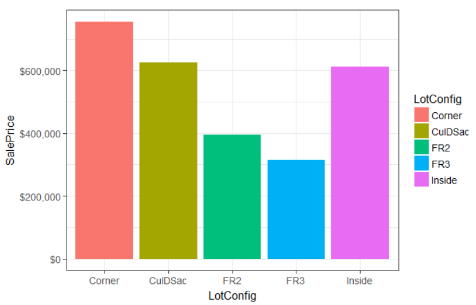 $600,000
$400,000
$200,000
$0
SalePrice
Corner CulDSac FR2 FR3 Inside
LotConfig
LotConfig
Corner
CulDSac
FR2
FR3
Inside